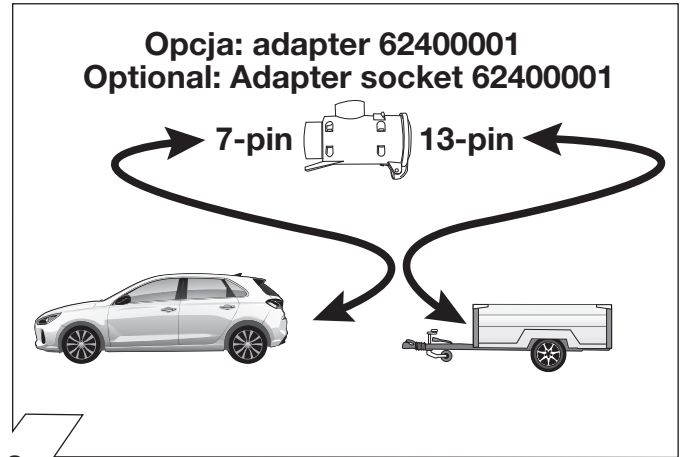 Opcja: adapter 62400001
Optional: Adapter socket 62400001
7-pin 13-pin